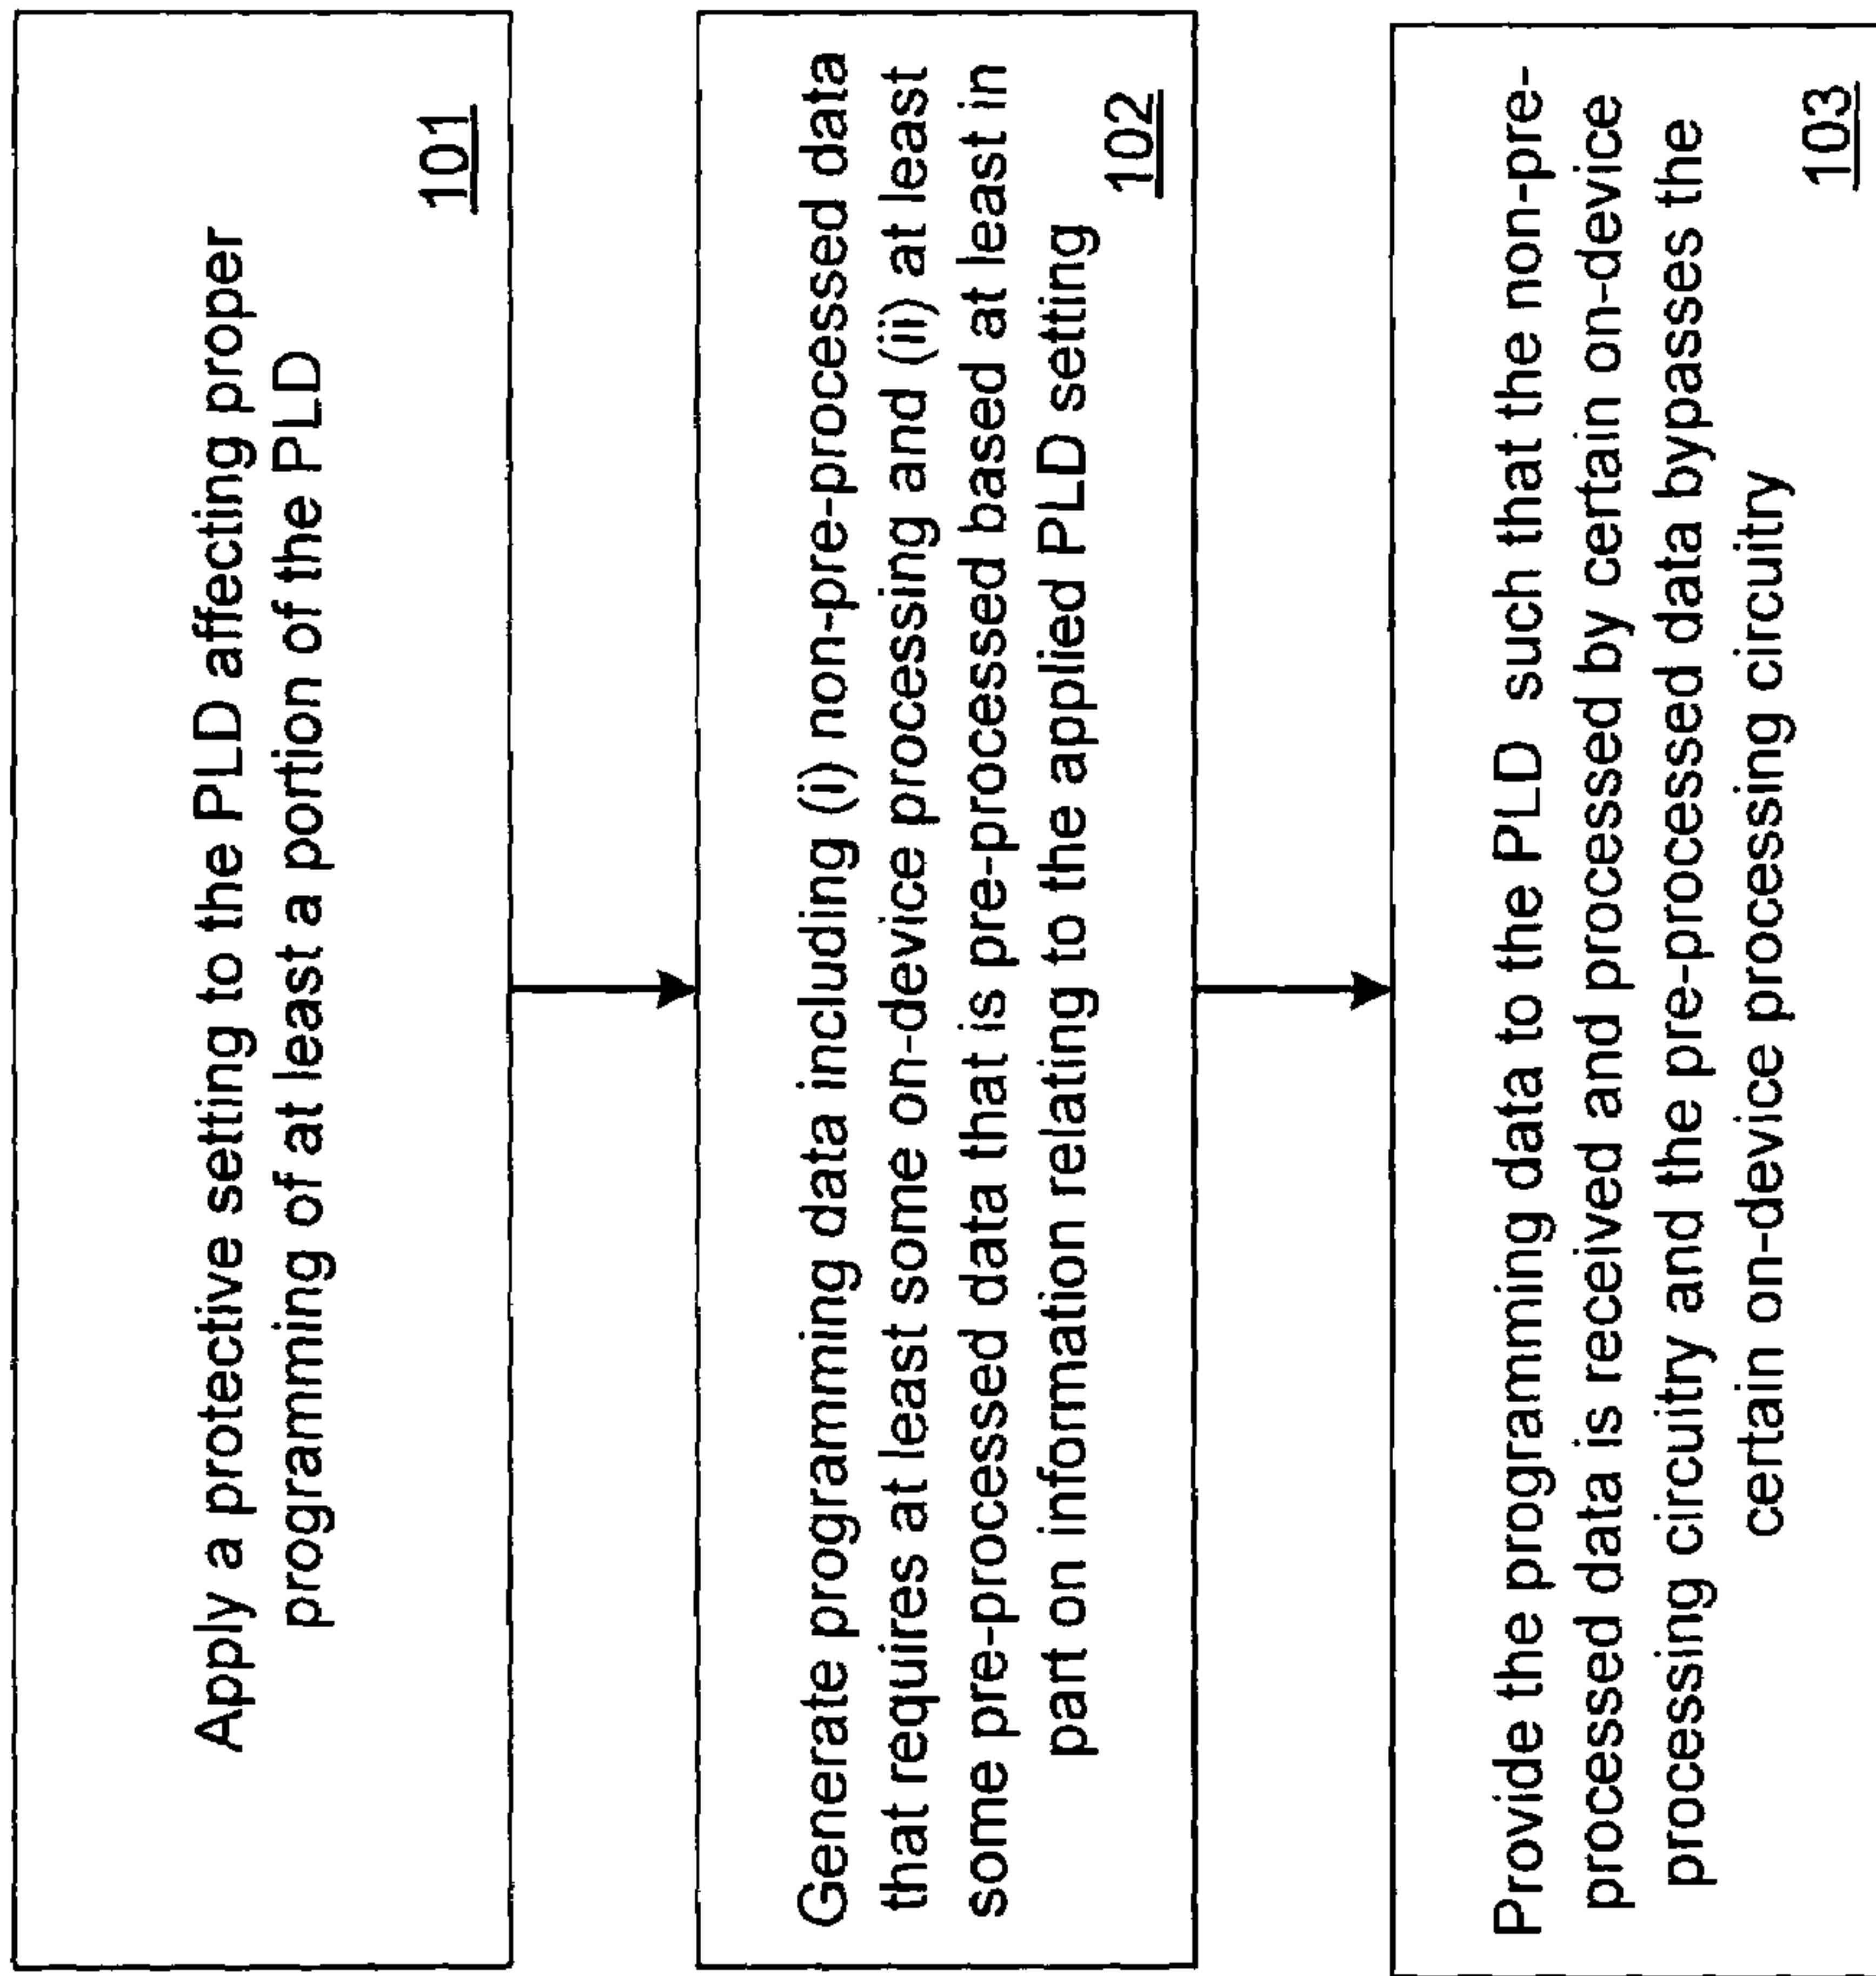 Apply a protective setting to the PLD affecting proper
programming of at least a portion of the PLD
101
Generate programming data including (i) non-pre-processed data
that requires at least some on-device processing and (ii) at least
some pre-processed data that is pre-processed based at least in
part on information relating to the applied PLD setting
102
Provide the programming data to the PLD such that the non-pre-
processed data is received and processed by certain on-device
processing circuitry and the pre-processed data bypasses the
certain on-device processing circuitry
103